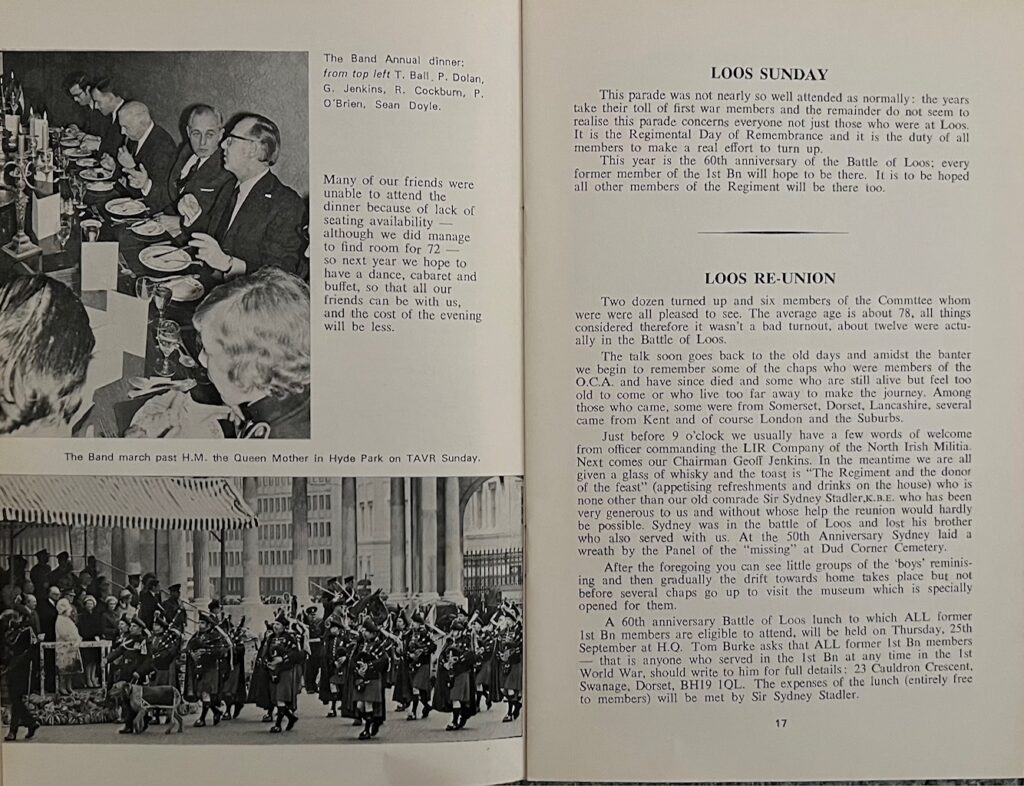 The Band Annual dinner;
from top left T. Ball, P. Dolan,
G. Jenkins, R. Cockburn, P.
O'Brien, Sean Doyle.
Many of our friends were
unable to attend the
dinner because of lack of
seating availability —
although we did manage
to find room for 72 —
so next year we hope to
have a dance, cabaret and
buffet, so that all our
friends can be with us,
and the cost of the evening
will be less.
The Band march past H.M. the Queen Mother in Hyde Park on TAVR Sunday.
LOOS SUNDAY
This parade was not nearly so well attended as normally: the years
take their toll of first war members and the remainder do not seem to
realise this parade concerns everyone not just those who were at Loos.
It is the Regimental Day of Remembrance and it is the duty of all
members to make a real effort to turn up.
This year is the 60th anniversary of the Battle of Loos; every
former member of the 1st Bn will hope to be there. It is to be hoped
all other members of the Regiment will be there too.
LOOS RE-UNION
Two dozen turned up and six members of the Commttee whom
were were all pleased to see. The average age is about 78, all things
considered therefore it wasn't a bad turnout, about twelve were actu-
ally in the Battle of Loos.
The talk soon goes back to the old days and amidst the banter
we begin to remember some of the chaps who were members of the
O.C.A. and have since died and some who are still alive but feel too
old to come or who live too far away to make the journey. Among
those who came, some were from Somerset, Dorset, Lancashire, several
came from Kent and of course London and the Suburbs.
Just before 9 o'clock we usually have a few words of welcome
from officer commanding the LIR Company of the North Irish Militia.
Next comes our Chairman Geoff Jenkins. In the meantime we are all
given a glass of whisky and the toast is "The Regiment and the donor
of the feast" (appetising refreshments and drinks on the house) who is
none other than our old comrade Sir Sydney Stadler,K.B.E. who has been
very generous to us and without whose help the reunion would hardly
be possible. Sydney was in the battle of Loos and lost his brother
who also served with us. At the 50th Anniversary Sydney laid a
wreath by the Panel of the "missing" at Dud Corner Cemetery.
After the foregoing you can see little groups of the 'boys' reminis-
ing and then gradually the drift towards home takes place but not
before several chaps go up to visit the museum which is specially
opened for them.
A 60th anniversary Battle of Loos lunch to which ALL former
1st Bn members are eligible to attend, will be held on Thursday, 25th
September at H.Q. Tom Burke asks that ALL former 1st Bn members
— that is anyone who served in the 1st Bn at any time in the 1st
World War, should write to him for full details; 23 Cauldron Crescent,
Swanage, Dorset, BH19 1QL. The expenses of the lunch (entirely free
to members) will be met by Sir Sydney Stadler.
17